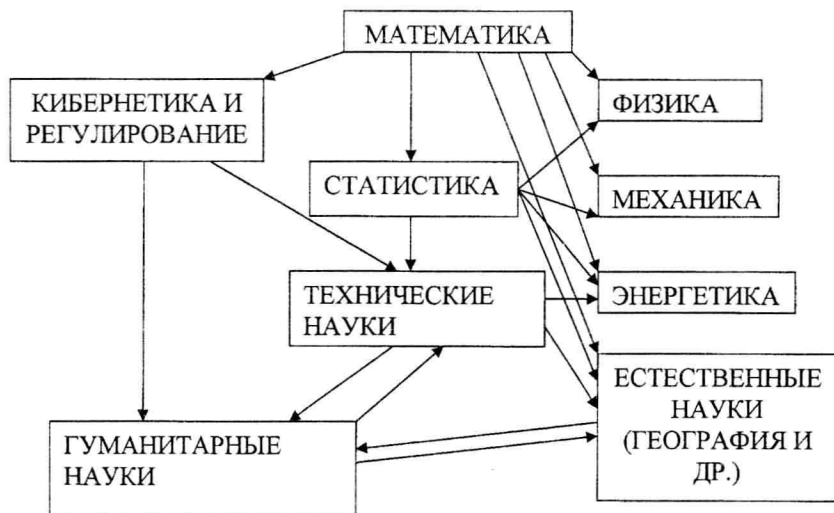 МАТЕМАТИКА
КИБЕРНЕТИКА И
РЕГУЛИРОВАНИЕ
ФИЗИКА
СТАТИСТИКА
МЕХАНИКА
ТЕХНИЧЕСКИЕ
НАУКИ
ЭНЕРГЕТИКА
ЕСТЕСТВЕННЫЕ
НАУКИ
(ГЕОГРАФИЯ И
ДР.)
ГУМАНИТАРНЫЕ
НАУКИ